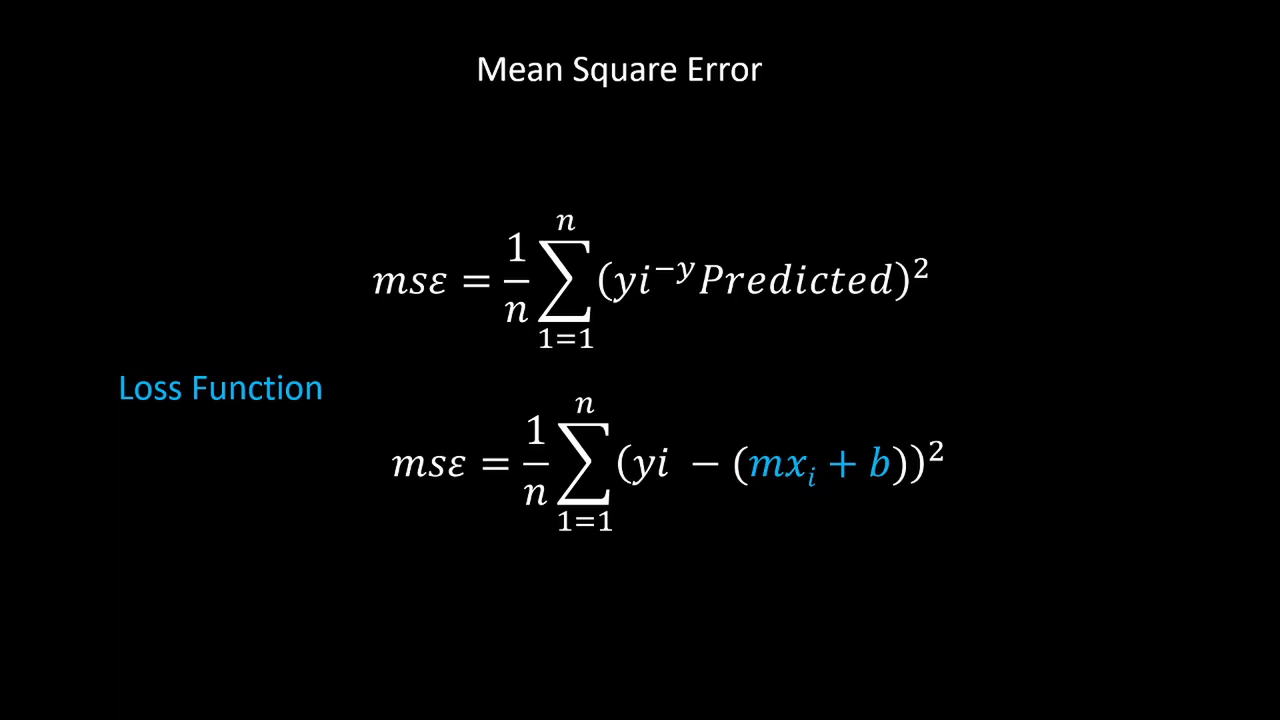 Mean Square Error
msε = 1/n ∑_{1=1}^{n} (yi^{−y}Predicted)^2
Loss Function
msε = 1/n ∑_{1=1}^{n} (yi − (mx_i + b))^2